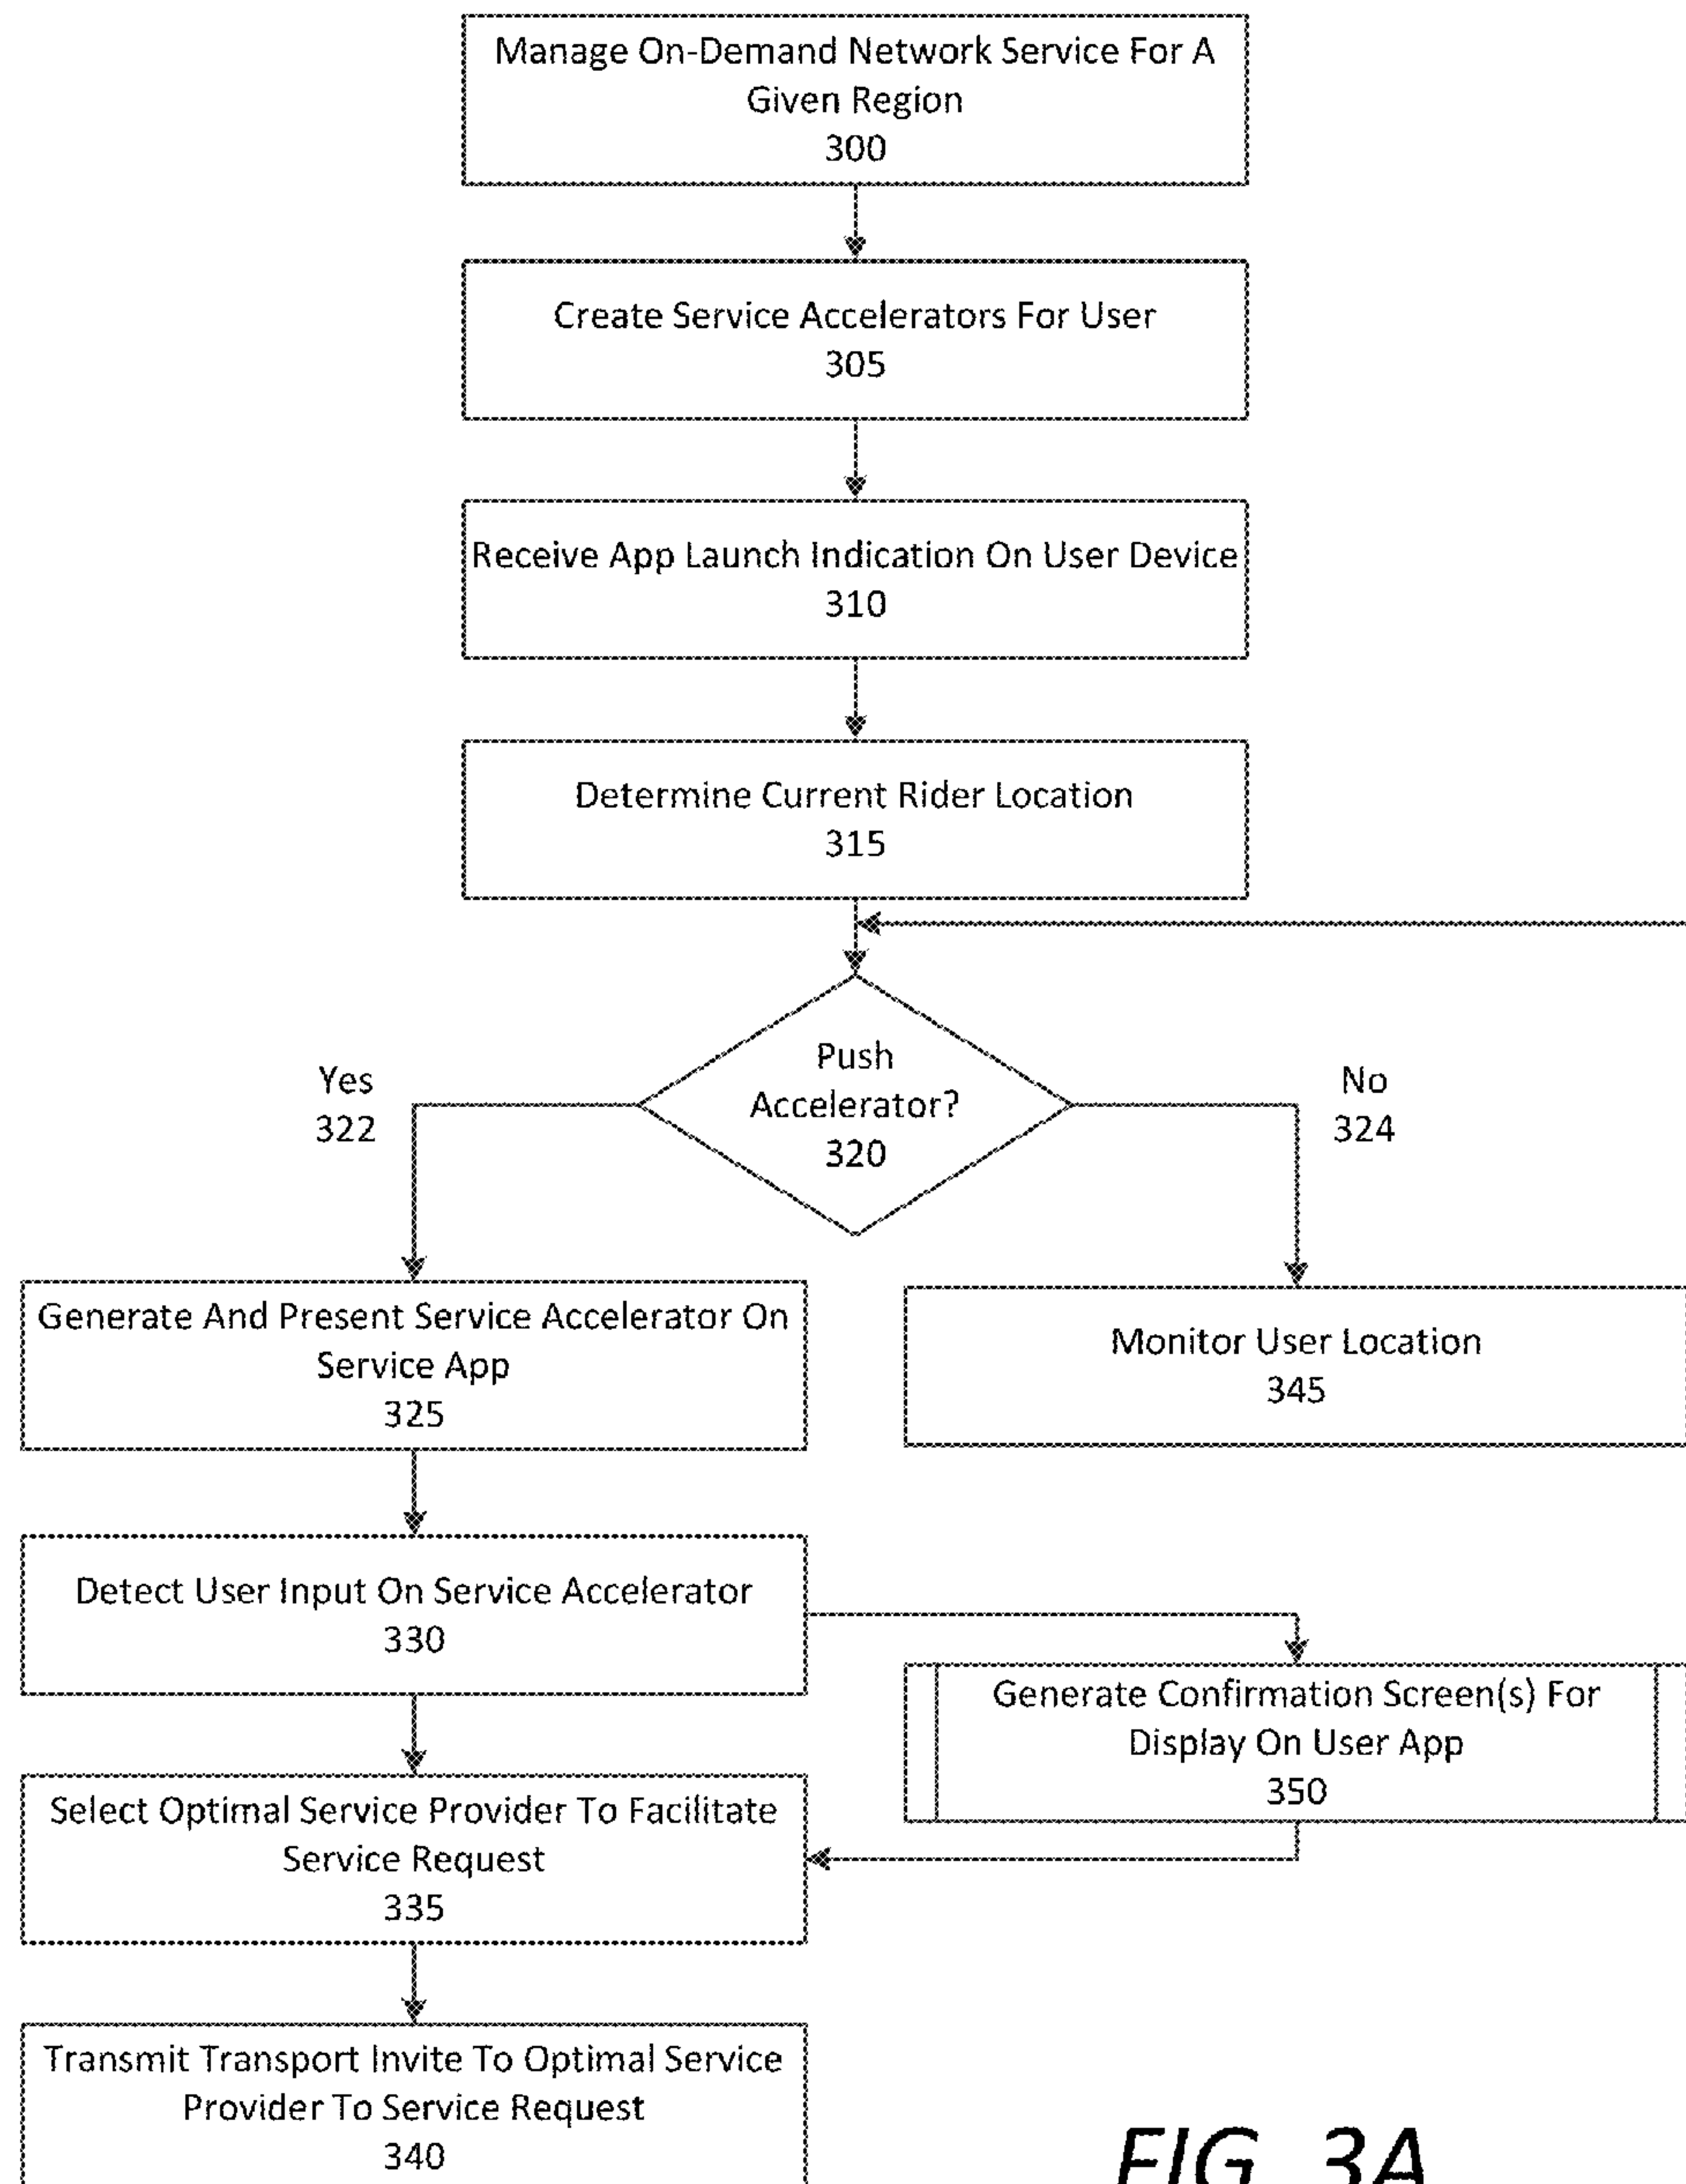 Manage On-Demand Network Service For A
Given Region
300
Create Service Accelerators For User
305
Receive App Launch Indication On User Device
310
Determine Current Rider Location
315
Push
Accelerator?
320
Yes
322
No
324
Generate And Present Service Accelerator On
Service App
325
Monitor User Location
345
Detect User Input On Service Accelerator
330
Generate Confirmation Screen(s) For
Display On User App
350
Select Optimal Service Provider To Facilitate
Service Request
335
Transmit Transport Invite To Optimal Service
Provider To Service Request
340
FIG. 3A